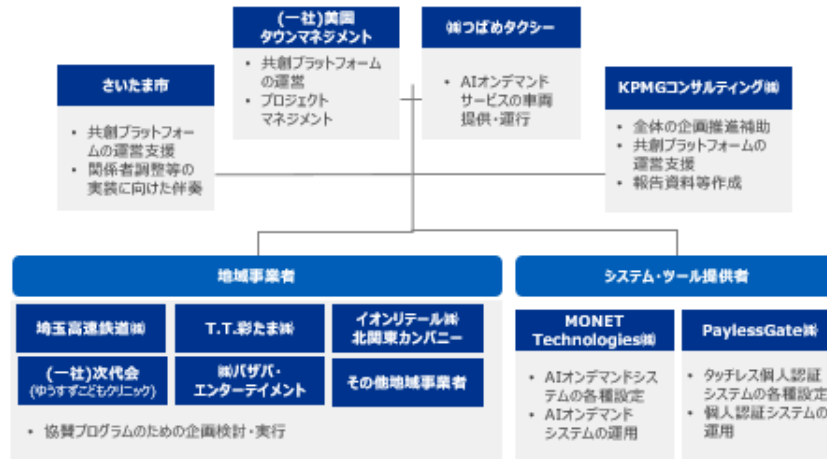 (一社)美園
タウンマネジメント
• 共創プラットフォーム
の運営
• プロジェクト
マネジメント
㈱つばめタクシー
• AIオンデマンド
サービスの車両
提供・運行
さいたま市
• 共創プラットフォー
ムの運営支援
• 関係者調整等の
実装に向けた伴奏
KPMGコンサルティング㈱
• 全体の企画推進補助
• 共創プラットフォームの
運営支援
• 報告資料等作成
地域事業者
埼玉高速鉄道㈱
T.T.彩たま㈱
イオンリテール㈱
北関東カンパニー
(一社)次代会
(ゆうすずこどもクリニック)
㈱バザパ・
エンターテイメント
その他地域事業者
• 協賛プログラムのための企画検討・実行
システム・ツール提供者
MONET
Technologies㈱
• AIオンデマンドシス
テムの各種設定
• AIオンデマンド
システムの運用
PaylessGate㈱
• タッチレス個人認証
システムの各種設定
• 個人認証システムの
運用